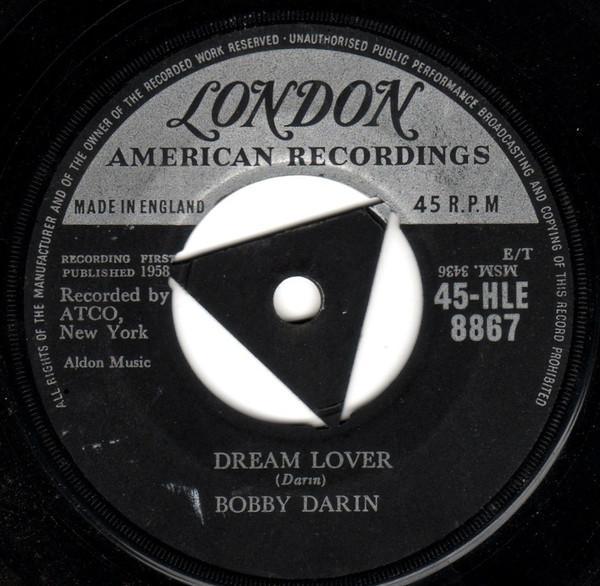 ALL RIGHTS OF THE MANUFACTURER AND OF THE OWNER OF THE RECORDED WORK RESERVED · UNAUTHORISED PUBLIC PERFORMANCE BROADCASTING AND COPYING OF THIS RECORD PROHIBITED
LONDON
AMERICAN RECORDINGS
MADE IN ENGLAND
45 R.P.M
RECORDING FIRST
PUBLISHED 1958
Recorded by
ATCO,
New York
Aldon Music
E/T
MSM. 3436
45-HLE
8867
DREAM LOVER
(Darin)
BOBBY DARIN